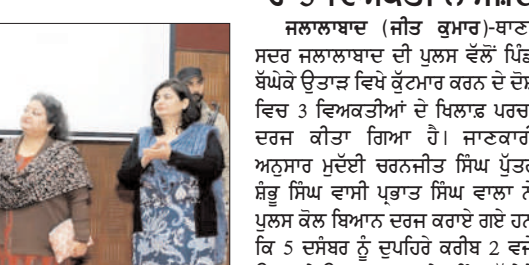 ਜਲਾਲਾਬਾਦ (ਜੀਤ ਕੁਮਾਰ)-ਥਾਣਾ
ਸਦਰ ਜਲਾਲਾਬਾਦ ਦੀ ਪੁਲਸ ਵੱਲੋਂ ਪਿੰਡ
ਬੱਘੇਕੇ ਉਤਾੜ ਵਿਖੇ ਕੁੱਟਮਾਰ ਕਰਨ ਦੇ ਦੋਸ਼
ਵਿਚ 3 ਵਿਅਕਤੀਆਂ ਦੇ ਖਿਲਾਫ਼ ਪਰਚਾ
ਦਰਜ ਕੀਤਾ ਗਿਆ ਹੈ। ਜਾਣਕਾਰੀ
ਅਨੁਸਾਰ ਮੁਦੱਈ ਚਰਨਜੀਤ ਸਿੰਘ ਪੁੱਤਰ
ਸ਼ੰਭੂ ਸਿੰਘ ਵਾਸੀ ਪ੍ਰਭਾਤ ਸਿੰਘ ਵਾਲਾ ਨੇ
ਪੁਲਸ ਕੋਲ ਬਿਆਨ ਦਰਜ ਕਰਾਏ ਗਏ ਹਨ
ਕਿ 5 ਦਸੰਬਰ ਨੂੰ ਦੁਪਹਿਰੇ ਕਰੀਬ 2 ਵਜੇ